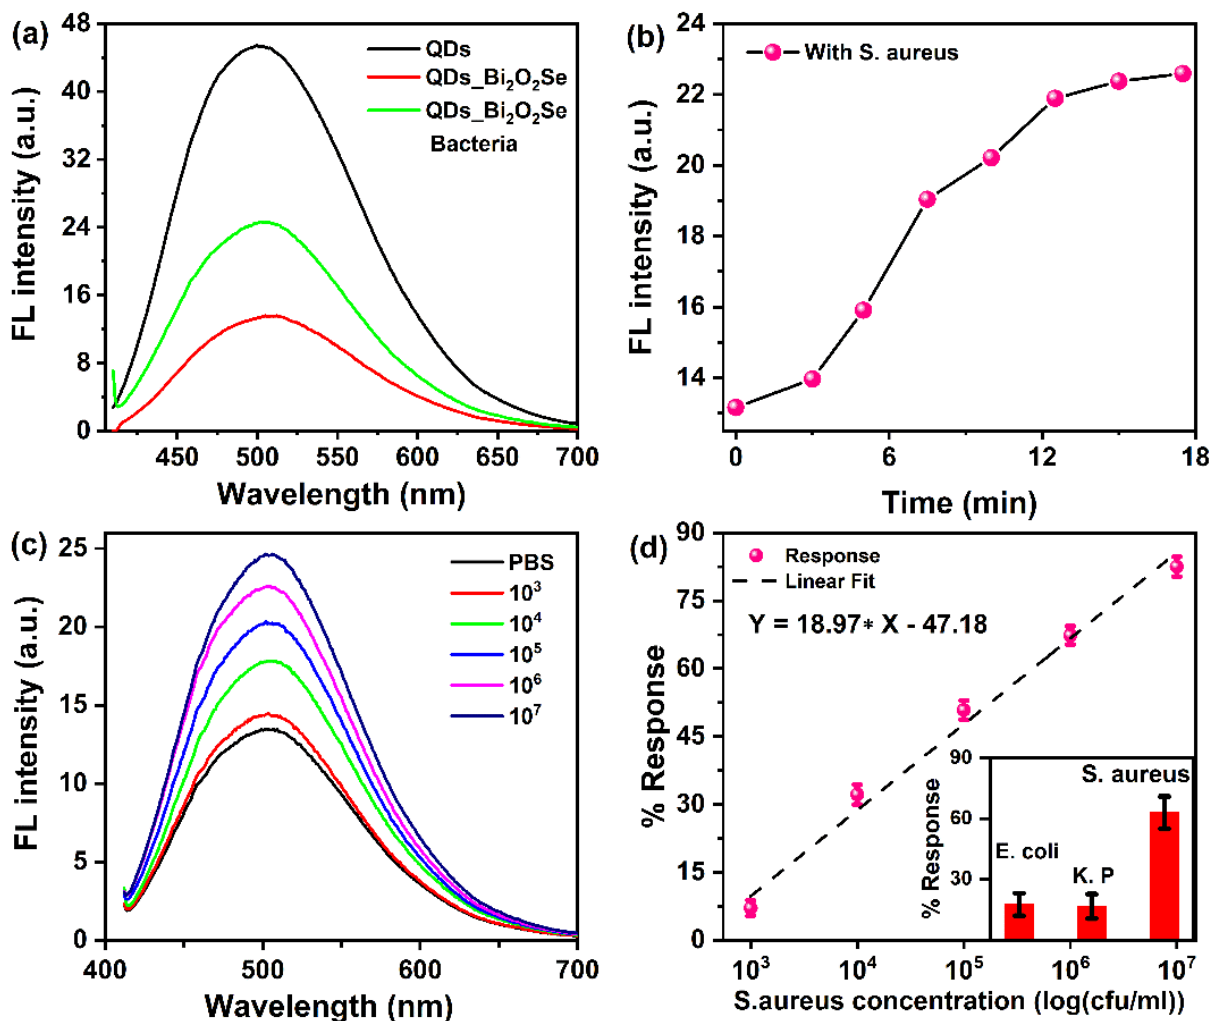 (a)
48
40
32
24
16
8
0
FL intensity (a.u.)
QDs
QDs_Bi₂O₂Se
QDs_Bi₂O₂Se
Bacteria
450 500 550 600 650 700
Wavelength (nm)
(b)
24
22
20
18
16
14
FL intensity (a.u.)
With S. aureus
0 6 12 18
Time (min)
(c)
25
20
15
10
5
0
FL intensity (a.u.)
PBS
10³
10⁴
10⁵
10⁶
10⁷
400 500 600 700
Wavelength (nm)
(d)
90
75
60
45
30
15
0
% Response
Response
Linear Fit
Y = 18.97* X - 47.18
90
60
30
% Response
E. coli
K. P
S. aureus
10³ 10⁴ 10⁵ 10⁶ 10⁷
S.aureus concentration (log(cfu/ml))